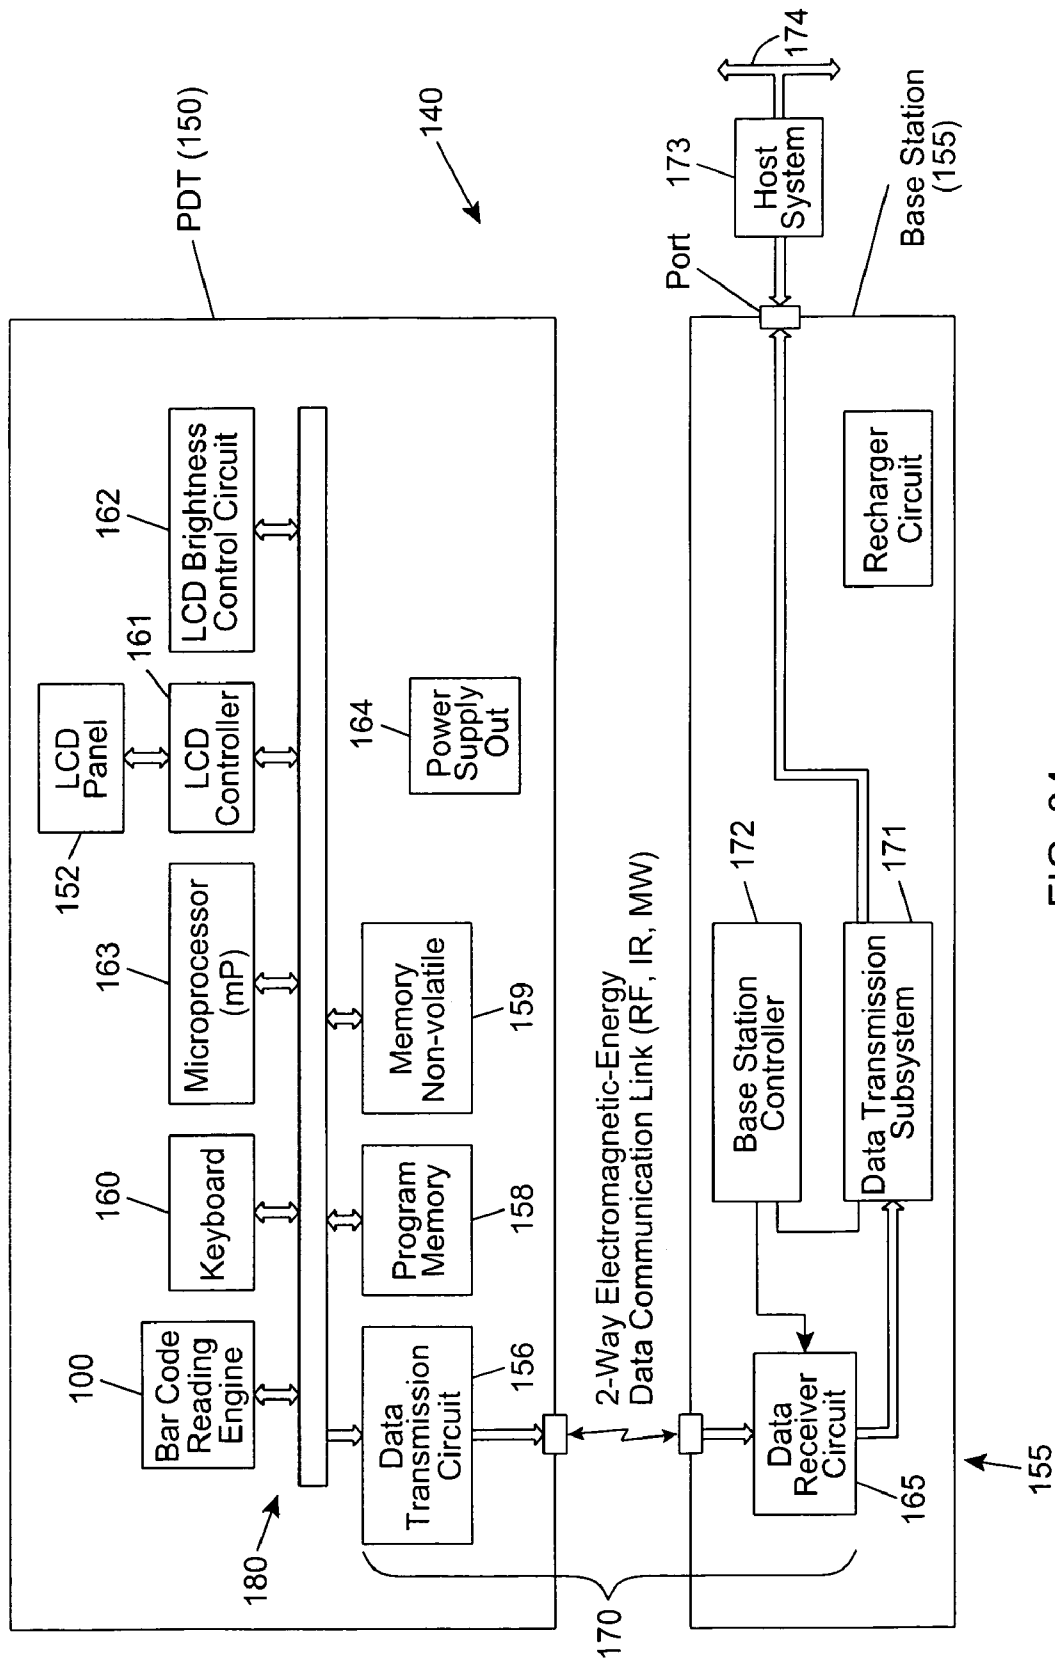 PDT (150)
140
152
LCD
Panel
100
160
163
161
162
Bar Code
Reading
Engine
Keyboard
Microprocessor
(mP)
LCD
Controller
LCD Brightness
Control Circuit
180
Data
Transmission
Circuit
156
Program
Memory
158
Memory
Non-volatile
159
164
Power
Supply
Out
170
2-Way Electromagnetic-Energy
Data Communication Link (RF, IR, MW)
Port
173
Host
System
174
Base Station
Controller
172
Data
Receiver
Circuit
165
Data Transmission
Subsystem
171
Recharger
Circuit
Base Station
(155)
155